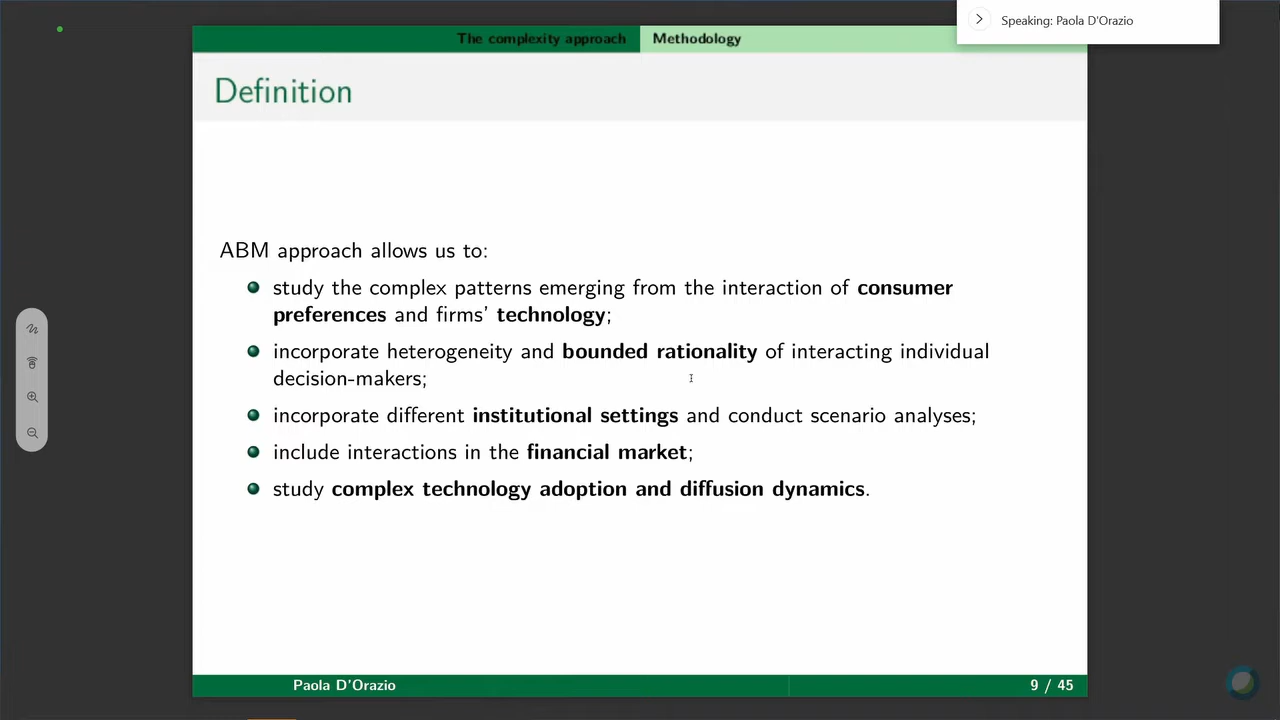 Speaking: Paola D'Orazio
The complexity approach
Methodology
Definition
ABM approach allows us to:
study the complex patterns emerging from the interaction of consumer
preferences and firms' technology;
incorporate heterogeneity and bounded rationality of interacting individual
decision-makers;
incorporate different institutional settings and conduct scenario analyses;
include interactions in the financial market;
study complex technology adoption and diffusion dynamics.
Paola D'Orazio
9 / 45